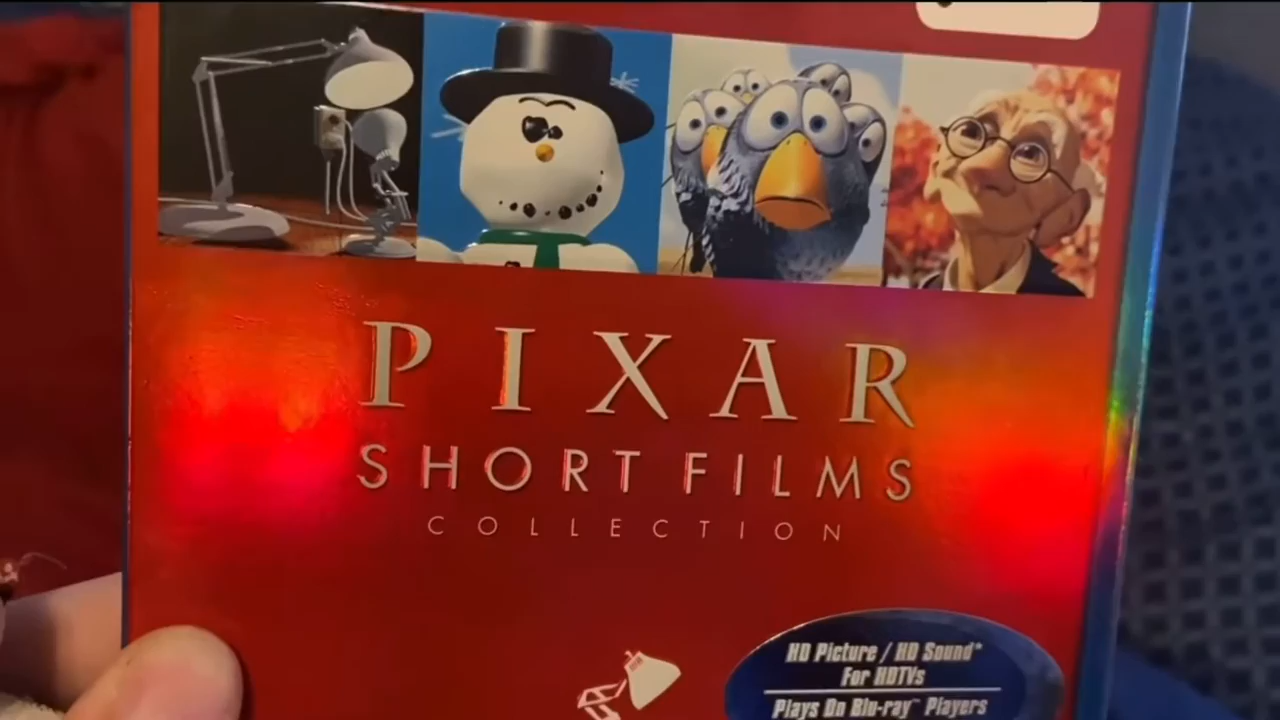 PIXAR
SHORT FILMS
COLLECTION
HD Picture / HD Sound*
For HDTVs
Plays On Blu-ray™ Players